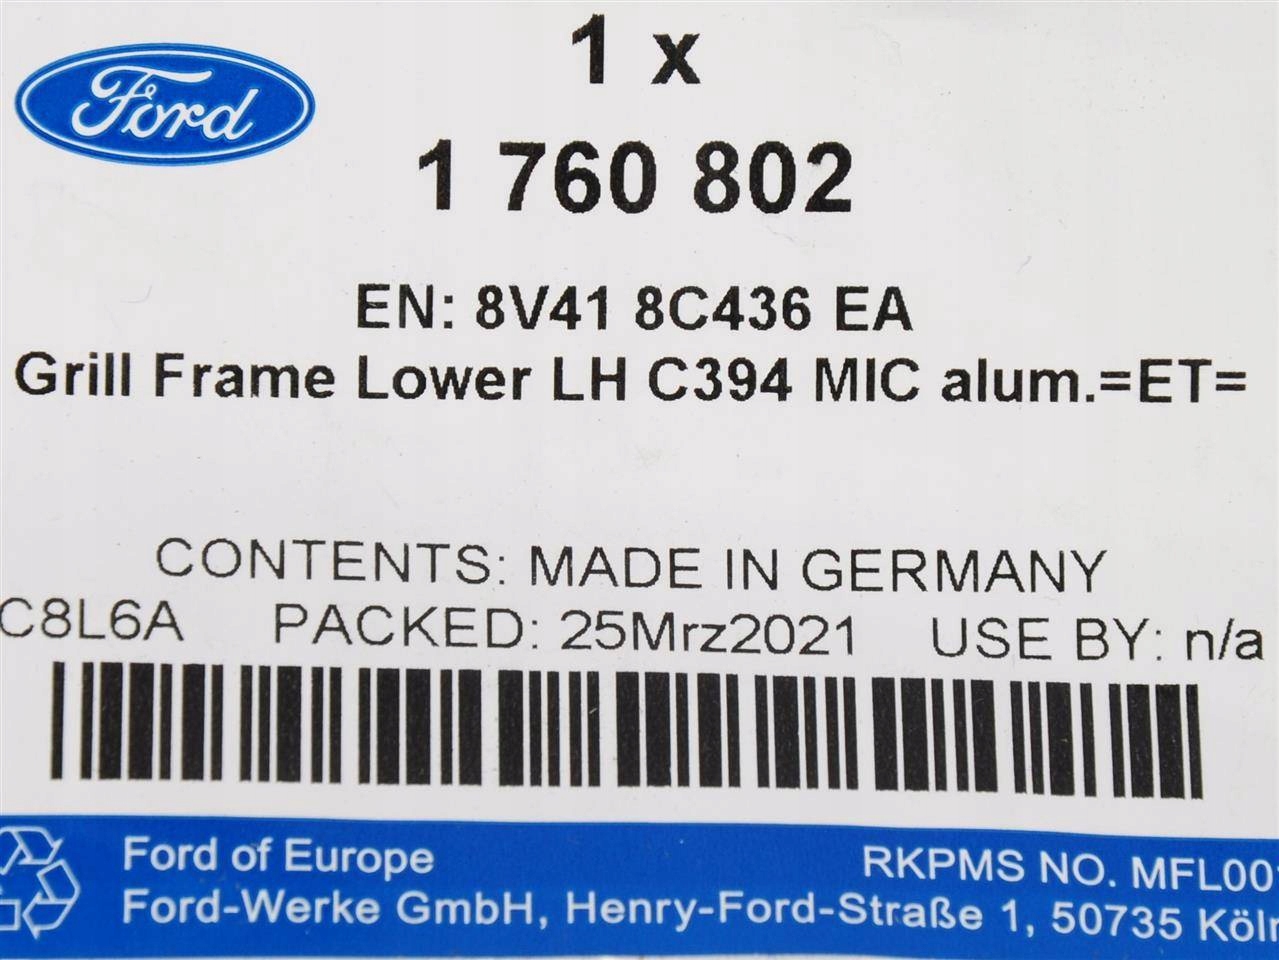 Ford
1 x
1 760 802
EN: 8V41 8C436 EA
Grill Frame Lower LH C394 MIC alum.=ET=
CONTENTS: MADE IN GERMANY
C8L6A PACKED: 25Mrz2021 USE BY: n/a
Ford of Europe RKPMS NO. MFL00
Ford-Werke GmbH, Henry-Ford-Straße 1, 50735 Köln